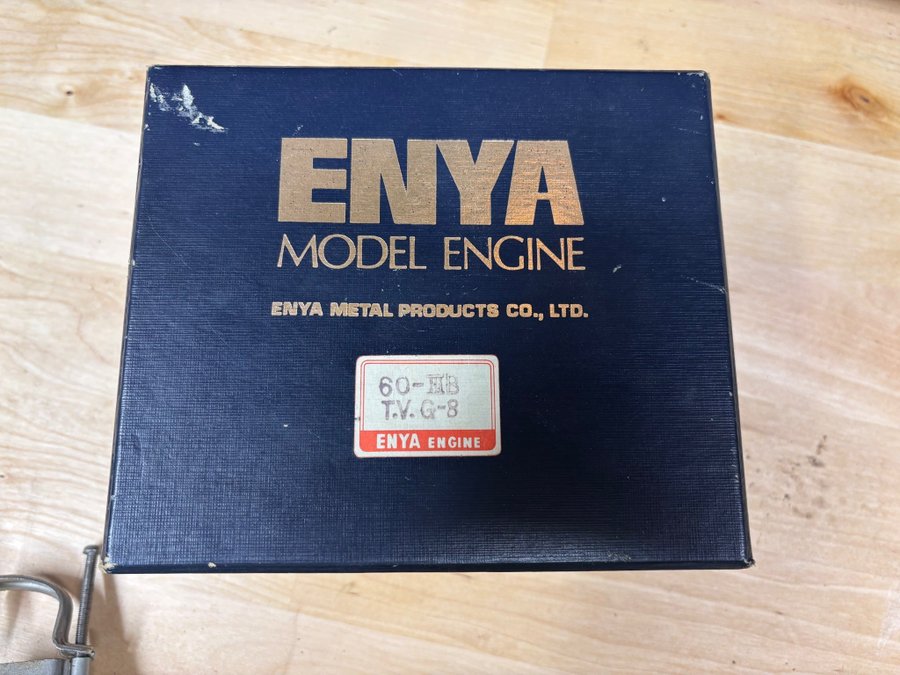 ENYA
MODEL ENGINE
ENYA METAL PRODUCTS CO., LTD.
60-ⅢB
T.V. G-8
ENYA ENGINE